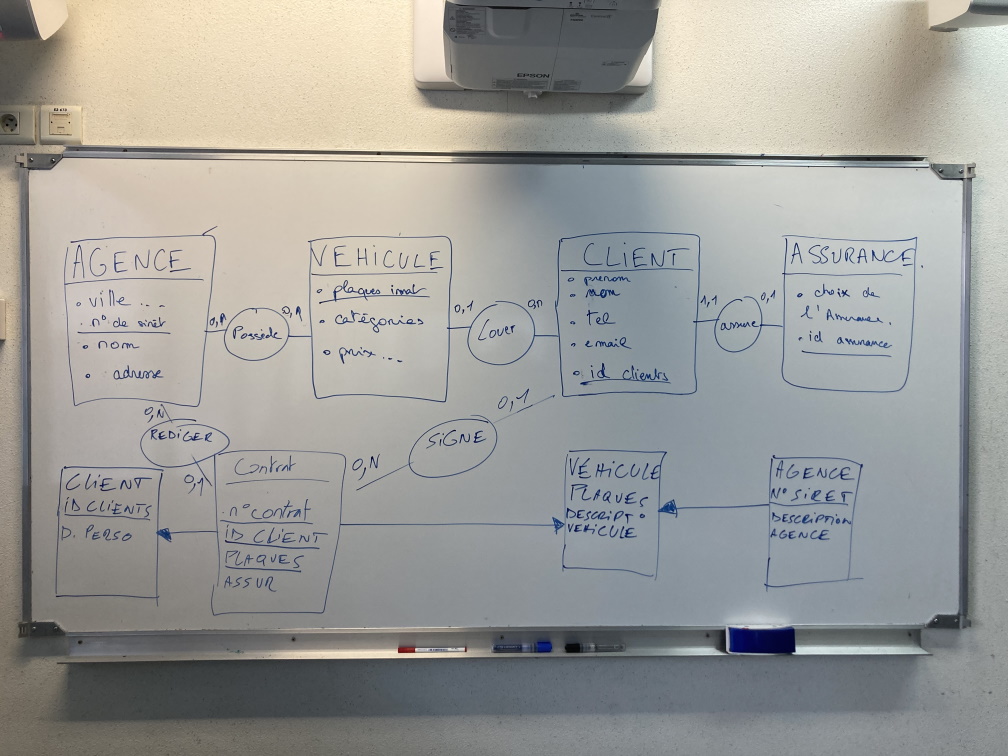 EPSON
AGENCE
• ville ...
• n° de siret
• nom
• adresse
0,N
Possède
VEHICULE
• plaques imat
• catégories
• prix ...
0,1
Louer
0,n
CLIENT
• prenom
• nom
• Tel
• email
• id clients
1,1
assure
0,1
ASSURANCE
• choix de
l'Assurance.
• id assurance
0,N
REDIGER
0,1
SIGNE
0,1
0,N
CLIENT
ID CLIENTS
D. PERSO
Contrat
• n° contrat
ID CLIENT
PLAQUES
ASSUR
VÉHICULE
PLAQUES
DESCRIPT°
VEHICULE
AGENCE
N° SIRET
DESCRIPTION
AGENCE